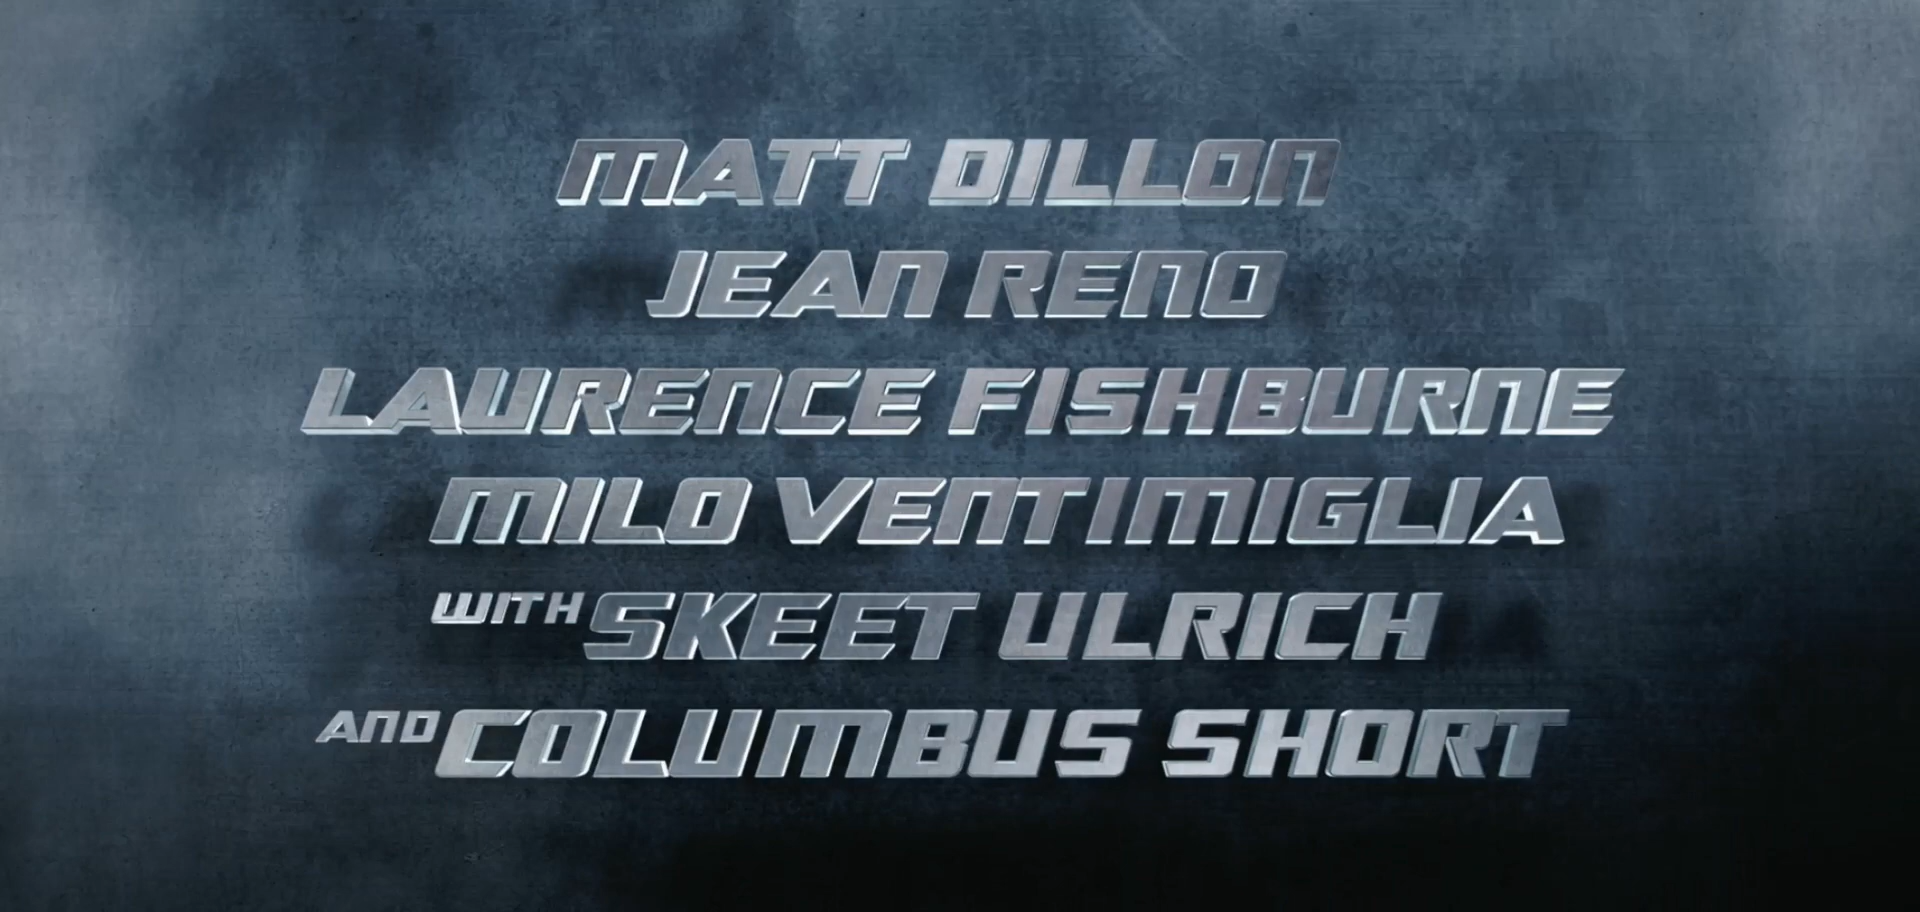 MATT DILLON
JEAN RENO
LAURENCE FISHBURNE
MILO VENTIMIGLIA
WITH SKEET ULRICH
AND COLUMBUS SHORT